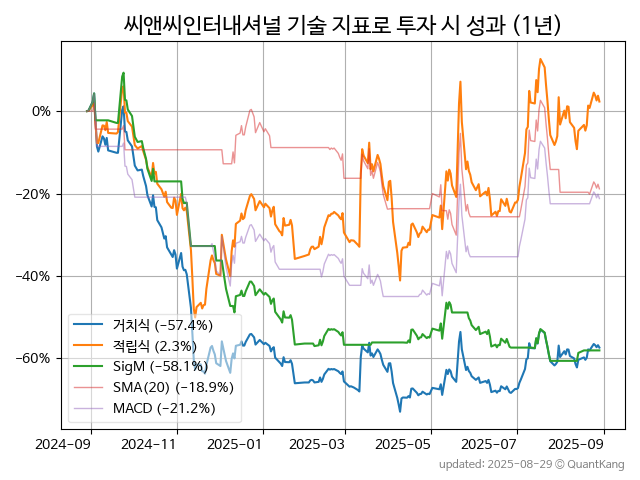 씨앤씨인터내셔널 기술 지표로 투자 시 성과 (1년)
0%
−20%
−40%
−60%
거치식 (−57.4%)
적립식 (2.3%)
SigM (−58.1%)
SMA(20) (−18.9%)
MACD (−21.2%)
2024-09
2024-11
2025-01
2025-03
2025-05
2025-07
2025-09
updated: 2025-08-29 © QuantKang